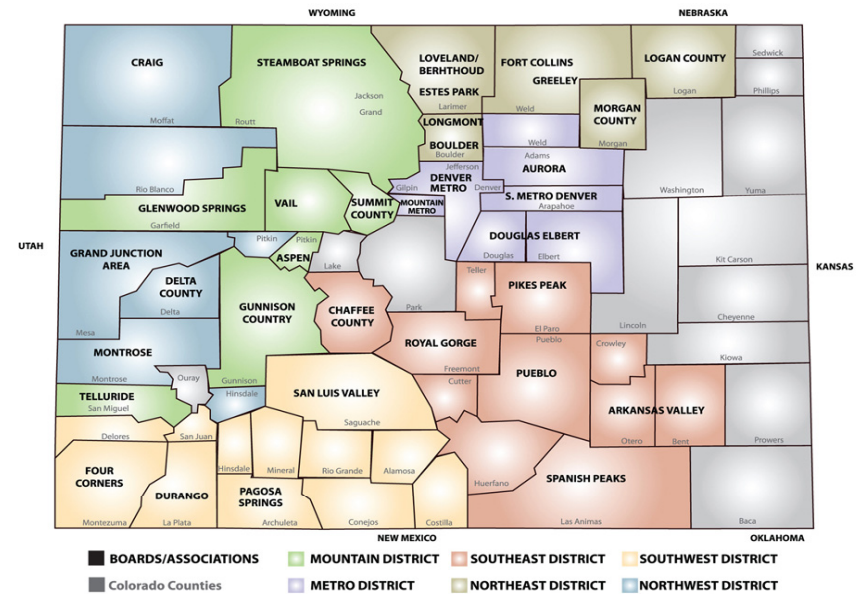 WYOMING
NEBRASKA
CRAIG
STEAMBOAT SPRINGS
LOVELAND/
BERHTHOUD
FORT COLLINS
LOGAN COUNTY
Sedwick
GREELEY
ESTES PARK
Jackson
Logan
Phillips
Grand
Larimer
Weld
MORGAN
COUNTY
Moffat
Routt
LONGMONT
Weld
Morgan
BOULDER
Boulder
Adams
Jefferson
AURORA
DENVER
METRO
Rio Blanco
Gilpin
Denver
Washington
Yuma
GLENWOOD SPRINGS
VAIL
SUMMIT
COUNTY
MOUNTAIN
METRO
S. METRO DENVER
Arapahoe
Garfield
UTAH
Pitkin
Pitkin
DOUGLAS ELBERT
GRAND JUNCTION
AREA
ASPEN
Lake
Douglas
Elbert
Kit Carson
KANSAS
Teller
DELTA
COUNTY
PIKES PEAK
GUNNISON
COUNTRY
CHAFFEE
COUNTY
Park
Delta
Cheyenne
Mesa
El Paro
Lincoln
Pueblo
Crowley
MONTROSE
ROYAL GORGE
Kiowa
Freemont
Montrose
Ouray
Gunnison
Cutter
PUEBLO
TELLURIDE
San Miguel
Hinsdale
SAN LUIS VALLEY
ARKANSAS VALLEY
Saguache
Delores
San Juan
Otero
Bent
Prowers
FOUR
CORNERS
Hinsdale
Mineral
Rio Grande
Alamosa
Huerfano
SPANISH PEAKS
DURANGO
PAGOSA
SPRINGS
Montezuma
La Plata
Archuleta
Conejos
Costilla
Las Animas
Baca
NEW MEXICO
OKLAHOMA
BOARDS/ASSOCIATIONS
MOUNTAIN DISTRICT
SOUTHEAST DISTRICT
SOUTHWEST DISTRICT
Colorado Counties
METRO DISTRICT
NORTHEAST DISTRICT
NORTHWEST DISTRICT